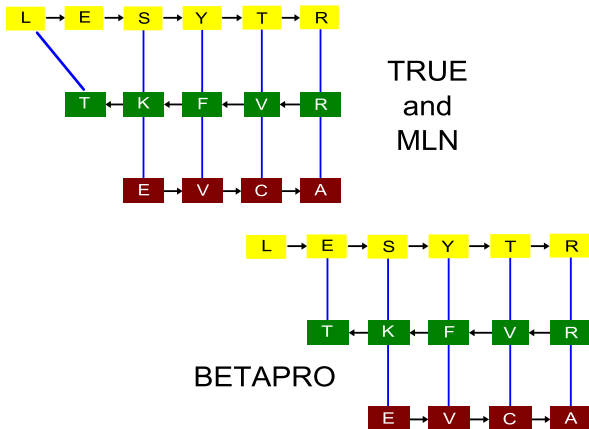 L E S Y T R
T K F V R
E V C A
TRUE
and
MLN
L E S Y T R
T K F V R
E V C A
BETAPRO